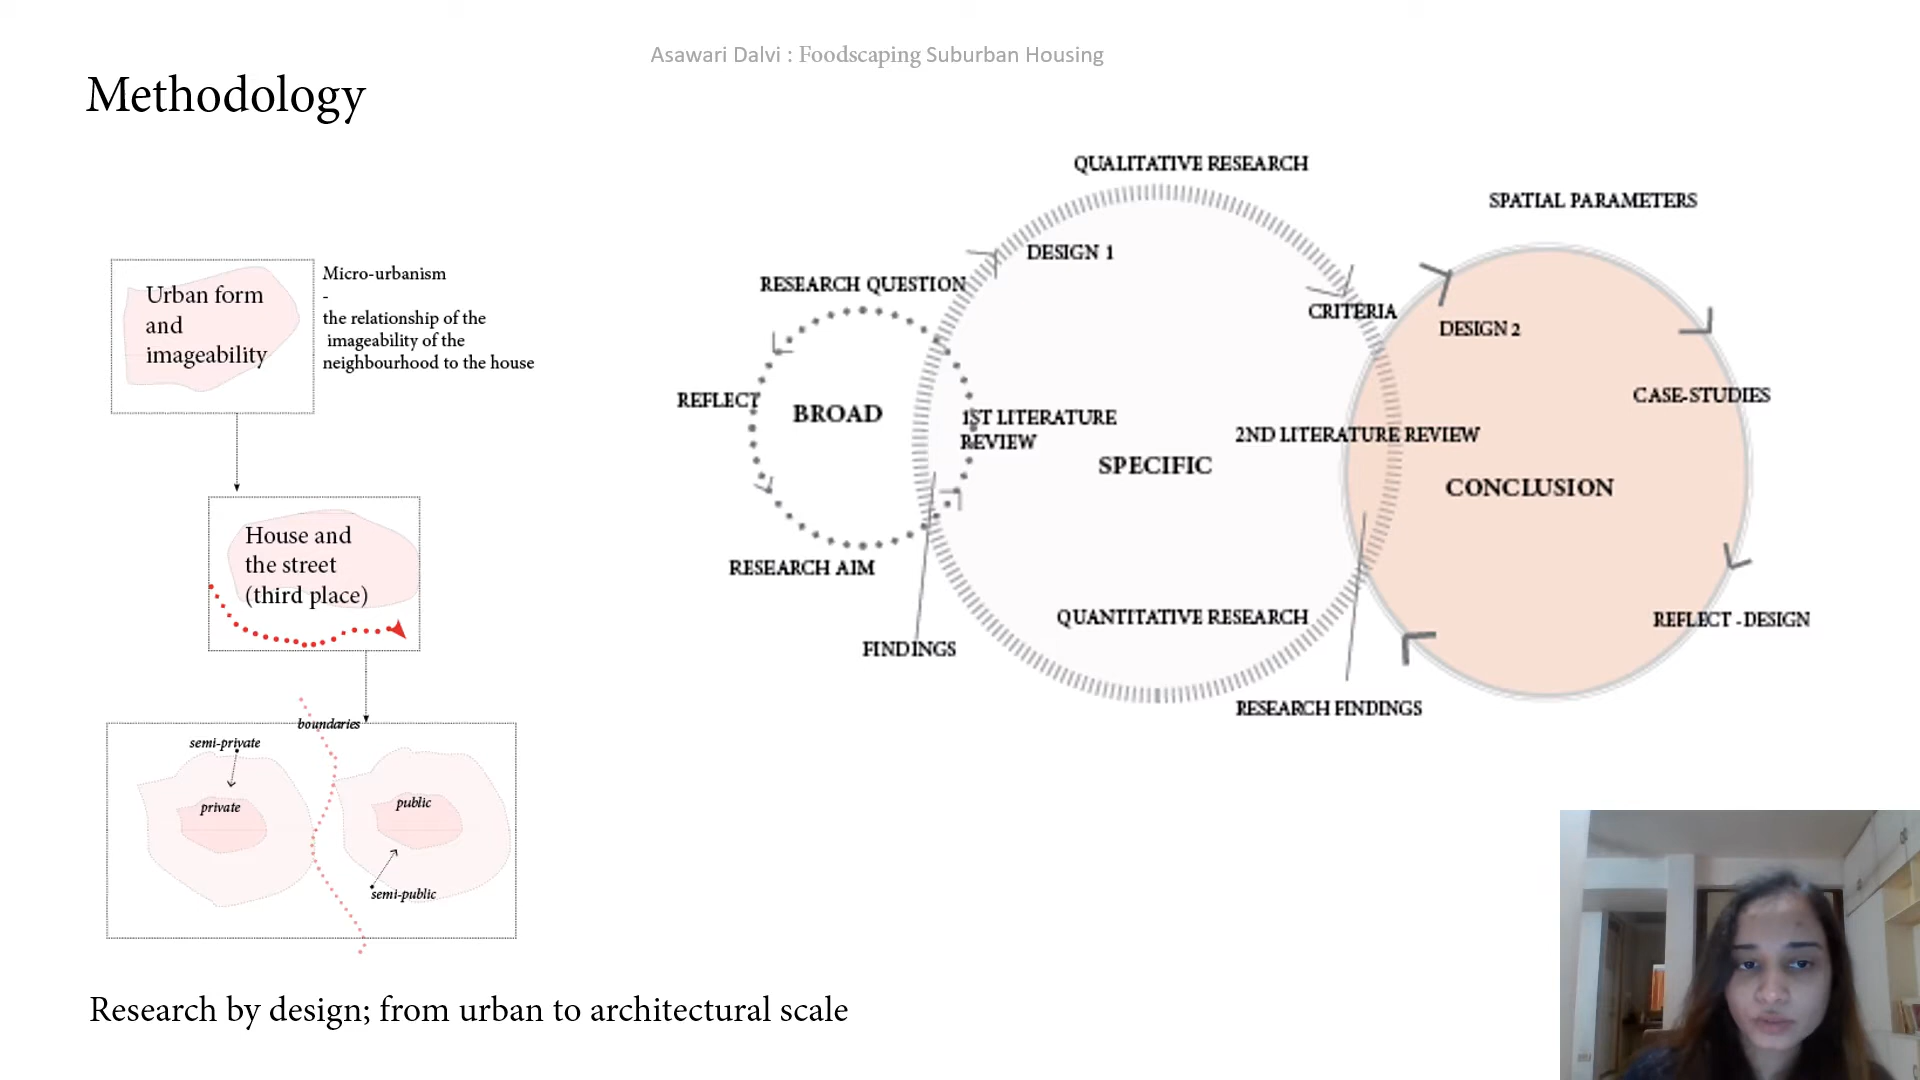 Asawari Dalvi : Foodscaping Suburban Housing
Methodology
Urban form
and
imageability
Micro-urbanism
-
the relationship of the
imageability of the
neighbourhood to the house
House and
the street
(third place)
boundaries
semi-private
private
public
semi-public
QUALITATIVE RESEARCH
SPATIAL PARAMETERS
DESIGN 1
RESEARCH QUESTION
CRITERIA
DESIGN 2
REFLECT
BROAD
1ST LITERATURE
REVIEW
SPECIFIC
2ND LITERATURE REVIEW
CASE-STUDIES
CONCLUSION
RESEARCH AIM
FINDINGS
QUANTITATIVE RESEARCH
REFLECT - DESIGN
RESEARCH FINDINGS
Research by design; from urban to architectural scale